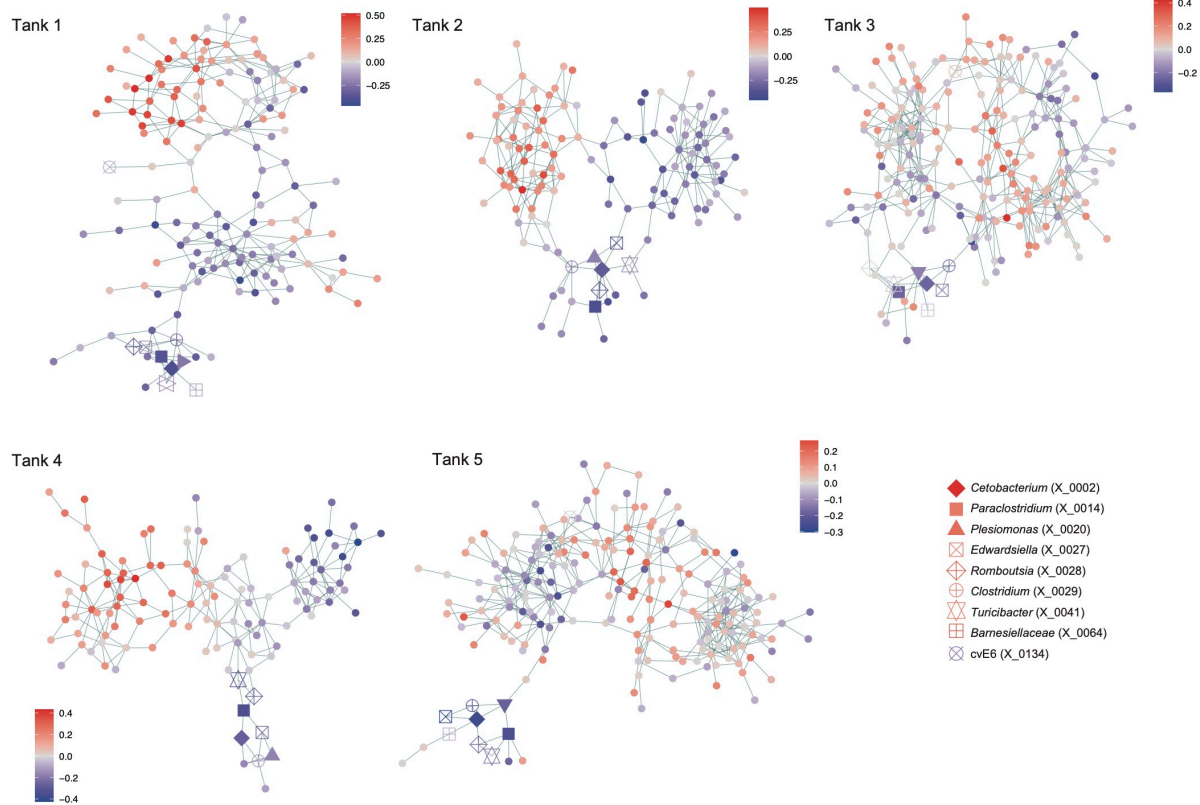 Tank 1
0.50
0.25
0.00
−0.25
Tank 2
0.25
0.00
−0.25
Tank 3
0.4
0.2
0.0
−0.2
Tank 4
0.4
0.2
0.0
−0.2
−0.4
Tank 5
0.2
0.1
0.0
−0.1
−0.2
−0.3
Cetobacterium (X_0002)
Paraclostridium (X_0014)
Plesiomonas (X_0020)
Edwardsiella (X_0027)
Romboutsia (X_0028)
Clostridium (X_0029)
Turicibacter (X_0041)
Barnesiellaceae (X_0064)
cvE6 (X_0134)